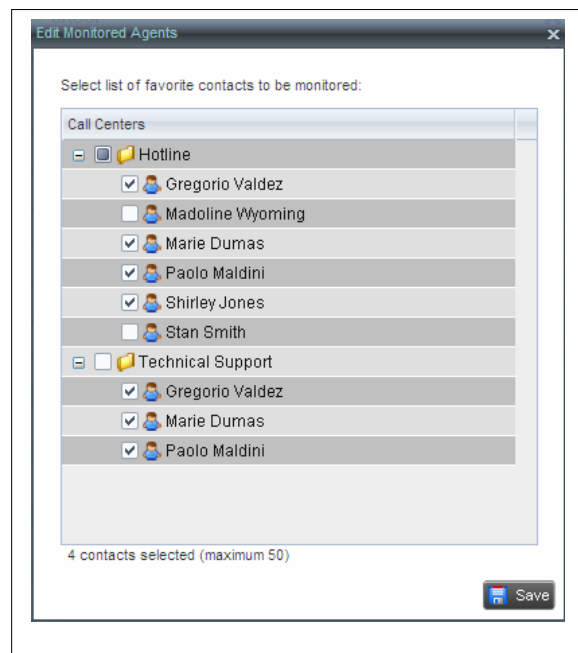 Edit Monitored Agents
Select list of favorite contacts to be monitored:
Call Centers
Hotline
Gregorio Valdez
Madoline Wyoming
Marie Dumas
Paolo Maldini
Shirley Jones
Stan Smith
Technical Support
Gregorio Valdez
Marie Dumas
Paolo Maldini
4 contacts selected (maximum 50)
Save